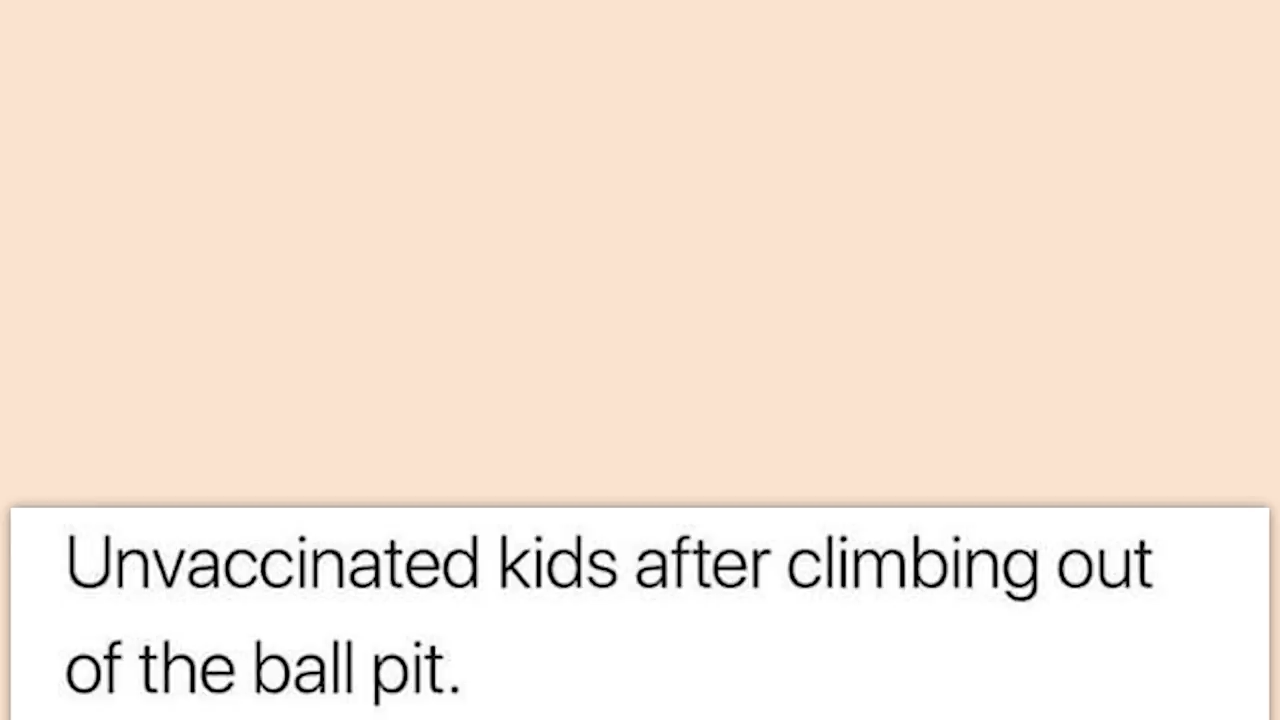 Unvaccinated kids after climbing out
of the ball pit.